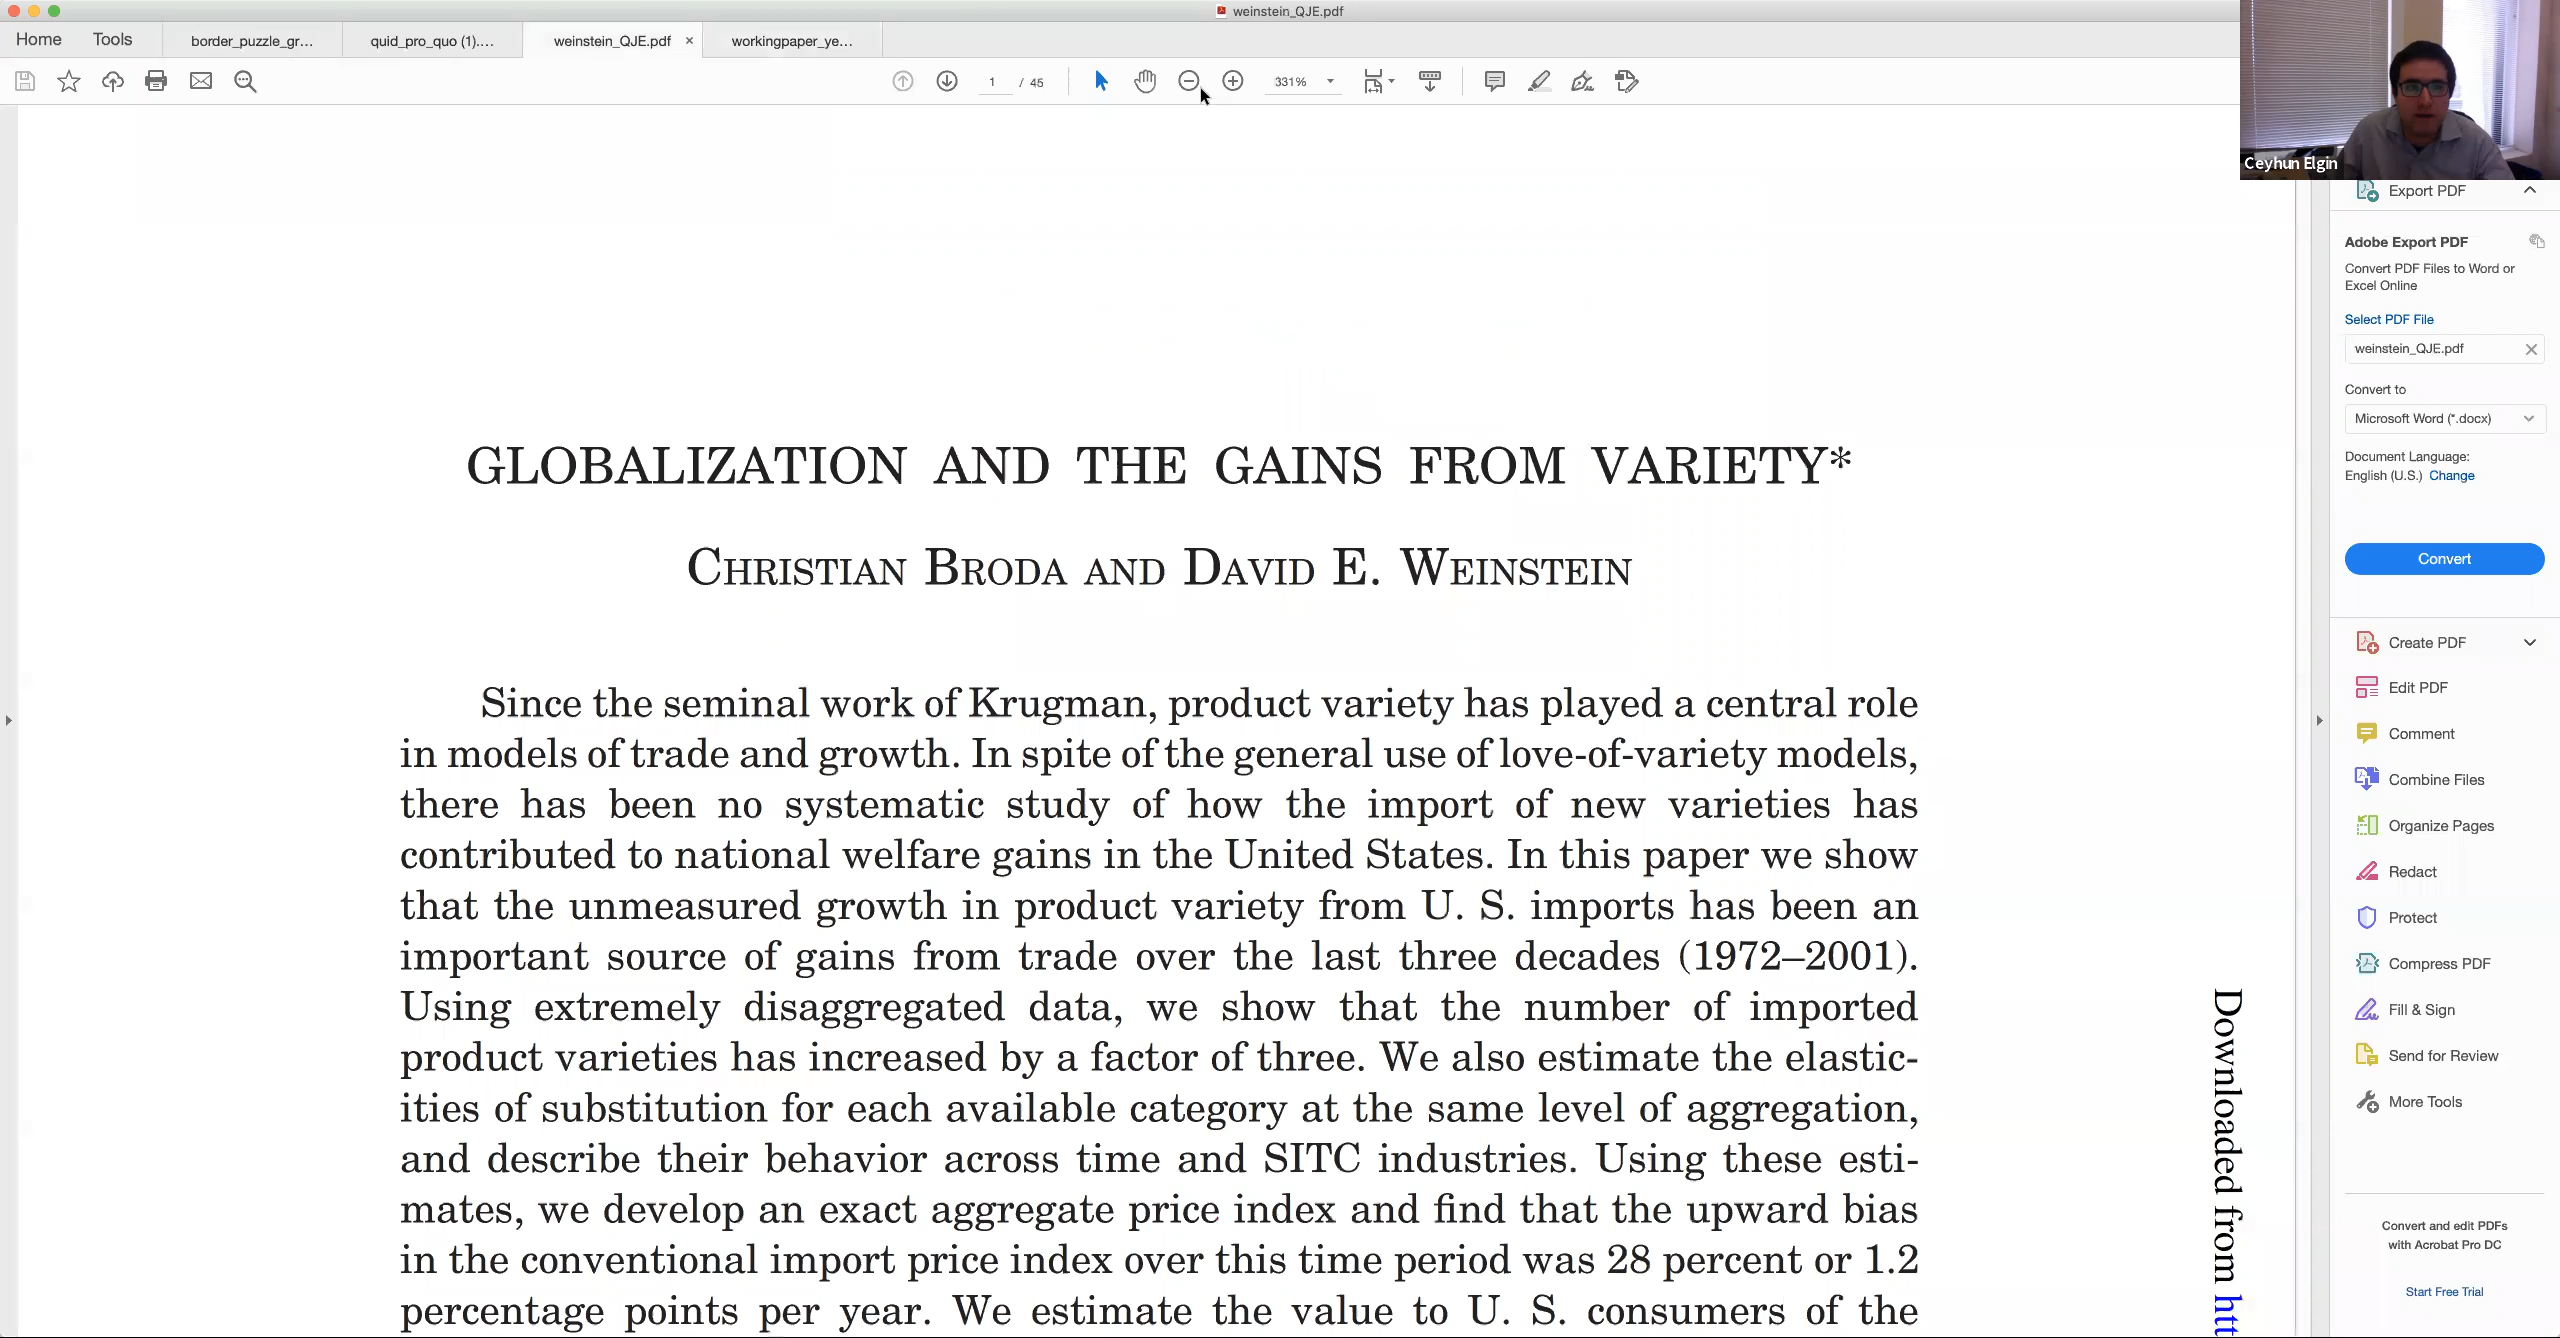 weinstein_QJE.pdf
Home Tools border_puzzle_gr... quid_pro_quo (1).... weinstein_QJE.pdf × workingpaper_ye...
1 / 45 331%
Ceyhun Elgin
GLOBALIZATION AND THE GAINS FROM VARIETY*
CHRISTIAN BRODA AND DAVID E. WEINSTEIN
Since the seminal work of Krugman, product variety has played a central role
in models of trade and growth. In spite of the general use of love-of-variety models,
there has been no systematic study of how the import of new varieties has
contributed to national welfare gains in the United States. In this paper we show
that the unmeasured growth in product variety from U. S. imports has been an
important source of gains from trade over the last three decades (1972–2001).
Using extremely disaggregated data, we show that the number of imported
product varieties has increased by a factor of three. We also estimate the elastic-
ities of substitution for each available category at the same level of aggregation,
and describe their behavior across time and SITC industries. Using these esti-
mates, we develop an exact aggregate price index and find that the upward bias
in the conventional import price index over this time period was 28 percent or 1.2
percentage points per year. We estimate the value to U. S. consumers of the
Downloaded from htt
Export PDF
Adobe Export PDF
Convert PDF Files to Word or
Excel Online
Select PDF File
weinstein_QJE.pdf
Convert to
Microsoft Word (*.docx)
Document Language:
English (U.S.) Change
Convert
Create PDF
Edit PDF
Comment
Combine Files
Organize Pages
Redact
Protect
Compress PDF
Fill & Sign
Send for Review
More Tools
Convert and edit PDFs
with Acrobat Pro DC
Start Free Trial